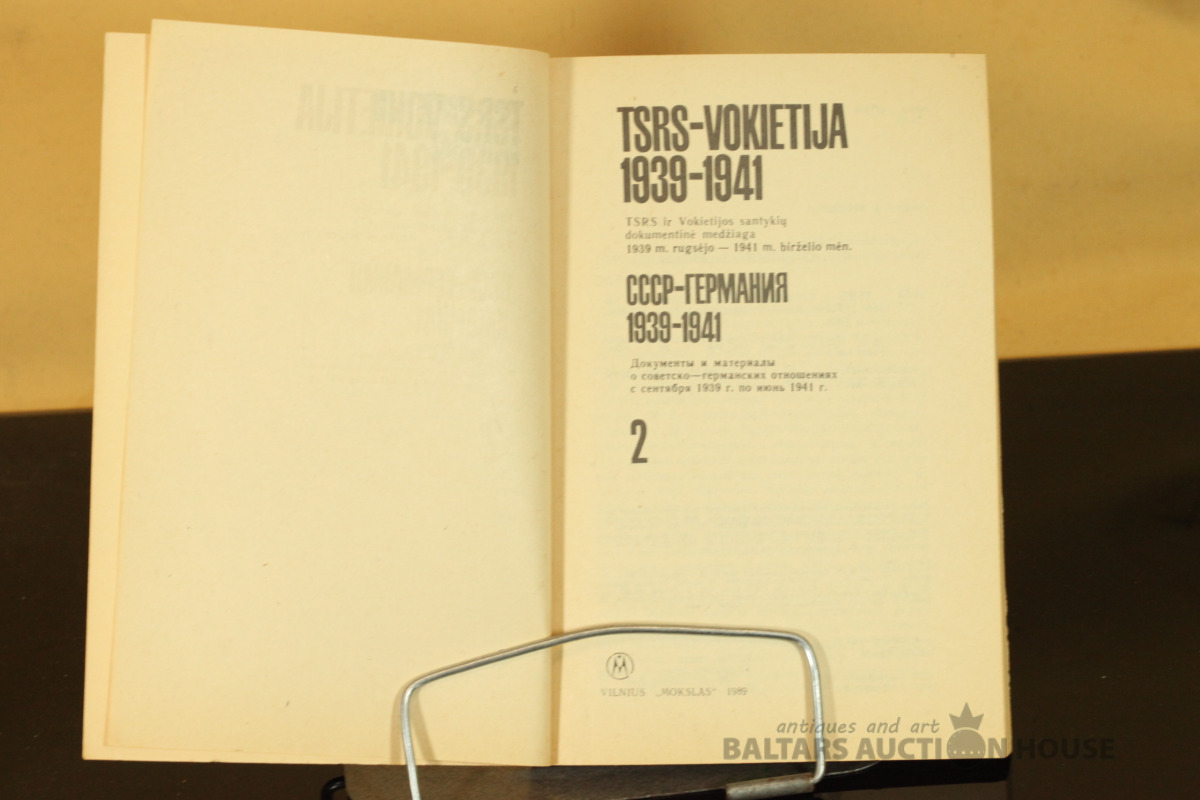 TSRS-VOKIETIJA
1939-1941
TSRS ir Vokietijos santykių
dokumentinė medžiaga
1939 m. rugsėjo — 1941 m. birželio mėn.
СССР-ГЕРМАНИЯ
1939-1941
Документы и материалы
о советско—германских отношениях
с сентября 1939 г. по июнь 1941 г.
2
M
VILNIUS „MOKSLAS“ 1989
antiques and art
BALTARS AUCTION HOUSE